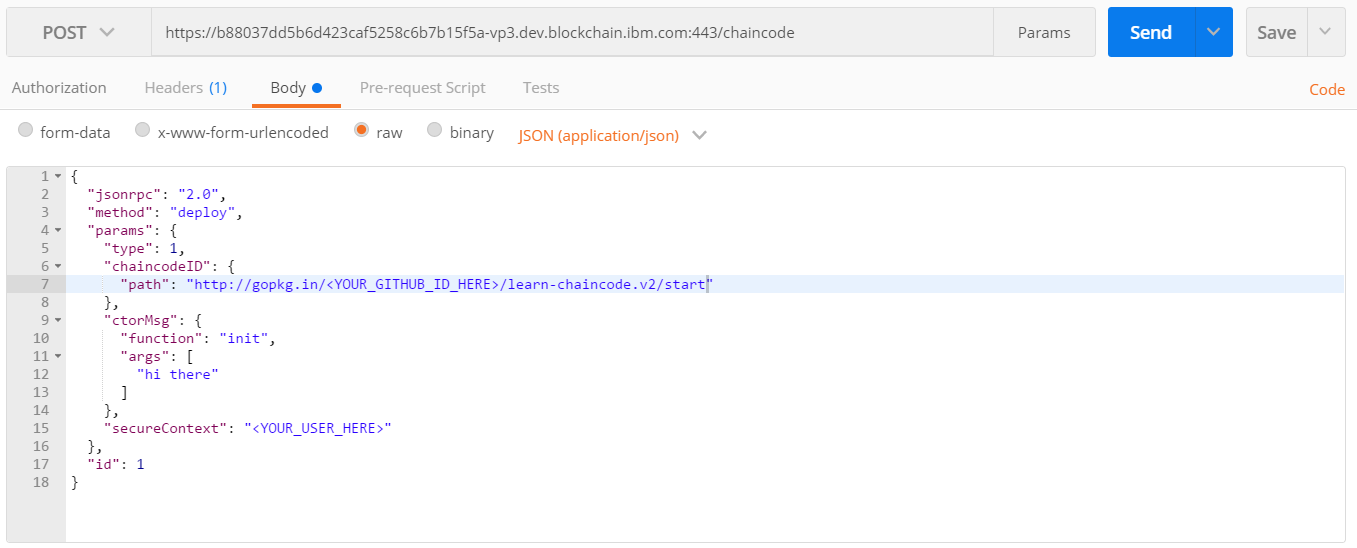 POST https://b88037dd5b6d423caf5258c6b7b15f5a-vp3.dev.blockchain.ibm.com:443/chaincode Params Send Save
Authorization Headers (1) Body Pre-request Script Tests Code
form-data x-www-form-urlencoded raw binary JSON (application/json)
1 {
2 "jsonrpc": "2.0",
3 "method": "deploy",
4 "params": {
5 "type": 1,
6 "chaincodeID": {
7 "path": "http://gopkg.in/<YOUR_GITHUB_ID_HERE>/learn-chaincode.v2/start"
8 },
9 "ctorMsg": {
10 "function": "init",
11 "args": [
12 "hi there"
13 ]
14 },
15 "secureContext": "<YOUR_USER_HERE>"
16 },
17 "id": 1
18 }